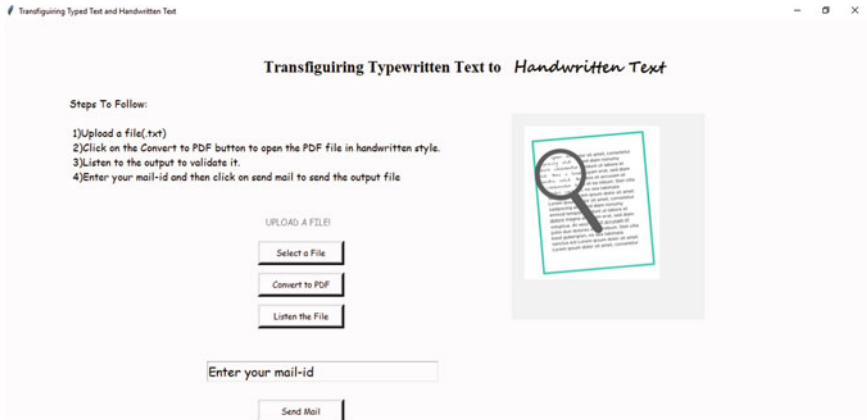 Transfiguiring Typed Text and Handwritten Text
Transfiguiring Typewritten Text to Handwritten Text
Steps To Follow:
1)Upload a file(.txt)
2)Click on the Convert to PDF button to open the PDF file in handwritten style.
3)Listen to the output to validate it.
4)Enter your mail-id and then click on send mail to send the output file
UPLOAD A FILE!
Select a File
Convert to PDF
Listen the File
Enter your mail-id
Send Mail